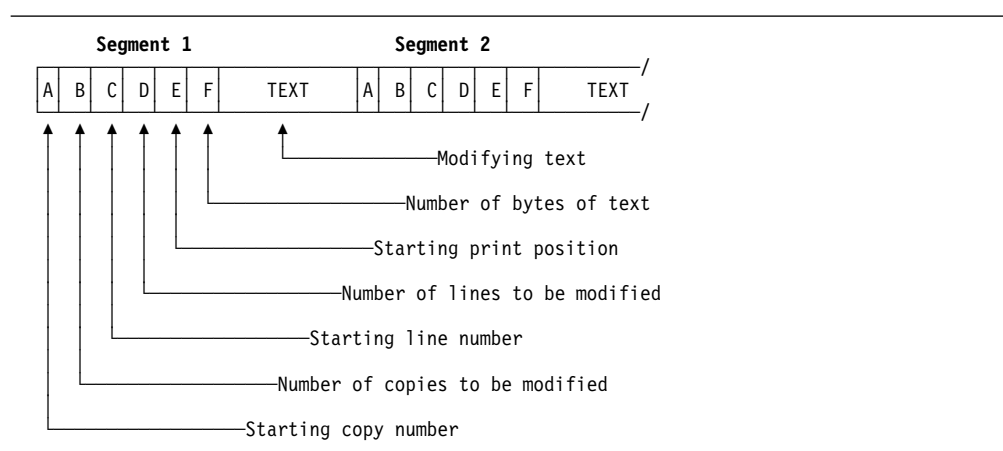 Segment 1 Segment 2
A B C D E F TEXT A B C D E F TEXT
Modifying text
Number of bytes of text
Starting print position
Number of lines to be modified
Starting line number
Number of copies to be modified
Starting copy number